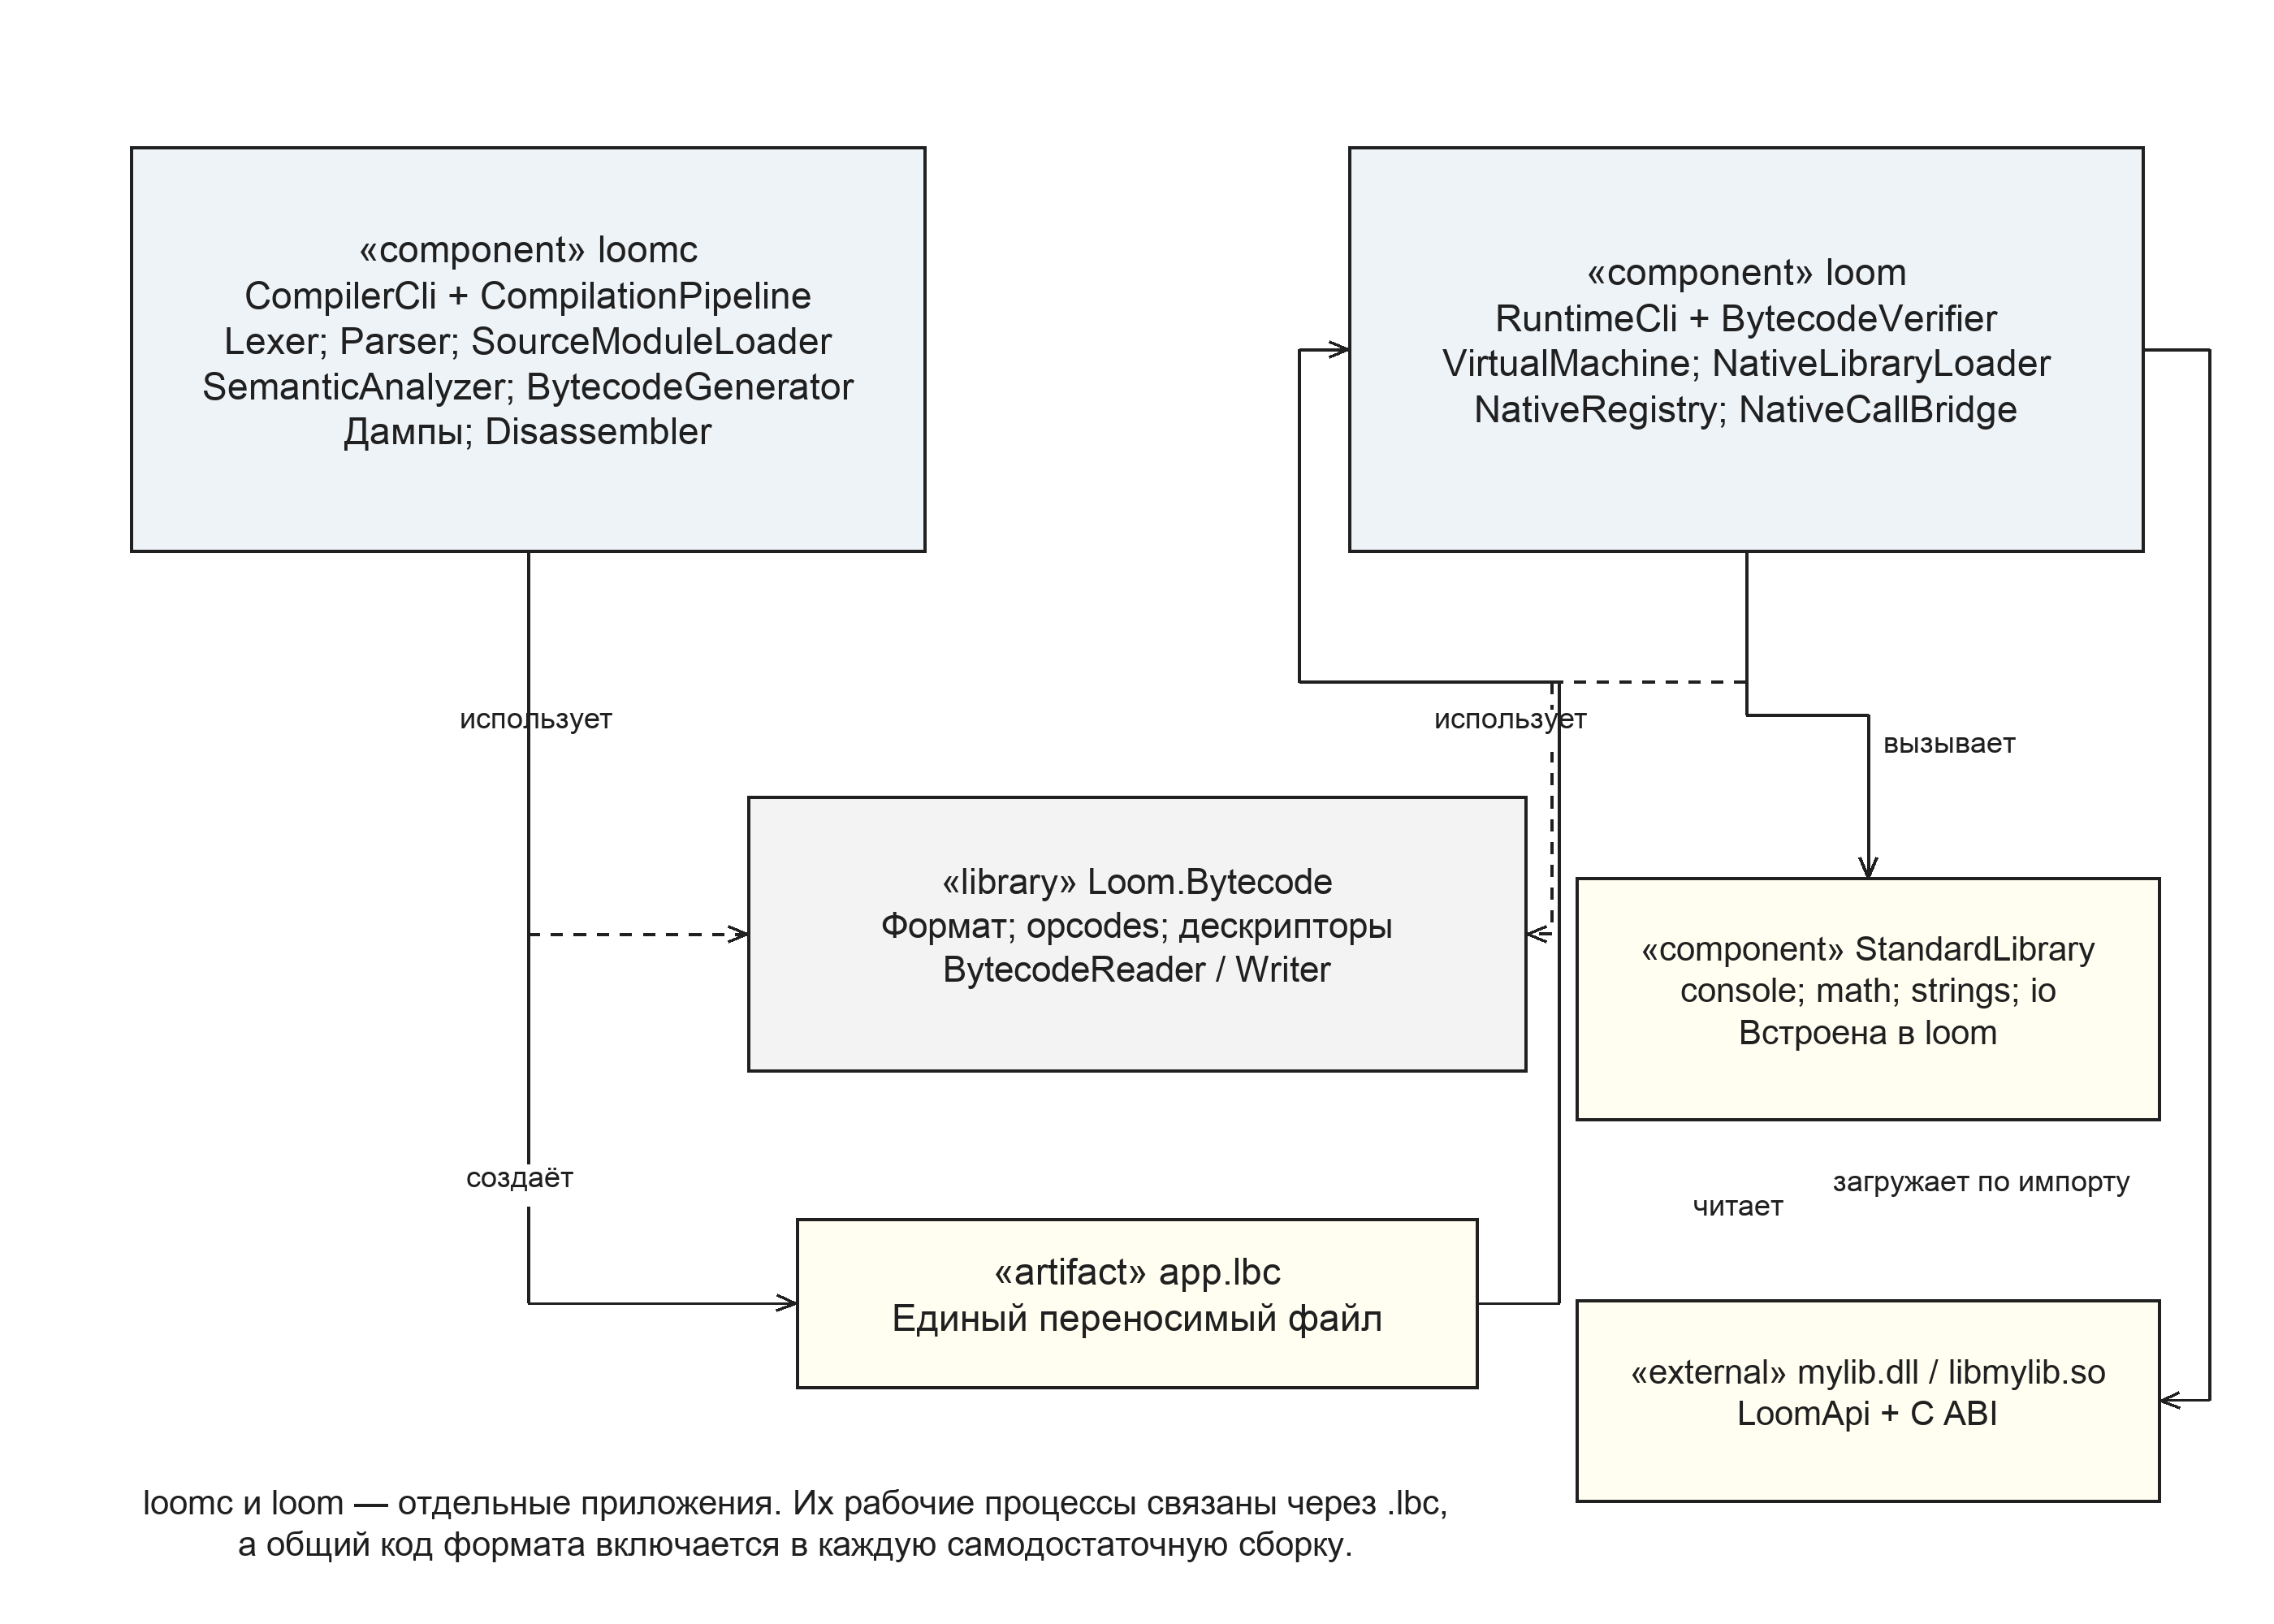 «component» loomc
CompilerCli + CompilationPipeline
Lexer; Parser; SourceModuleLoader
SemanticAnalyzer; BytecodeGenerator
Дампы; Disassembler
«component» loom
RuntimeCli + BytecodeVerifier
VirtualMachine; NativeLibraryLoader
NativeRegistry; NativeCallBridge
использует
использует
вызывает
«library» Loom.Bytecode
Формат; opcodes; дескрипторы
BytecodeReader / Writer
«component» StandardLibrary
console; math; strings; io
Встроена в loom
создаёт
загружает по импорту
читает
«artifact» app.lbc
Единый переносимый файл
«external» mylib.dll / libmylib.so
LoomApi + C ABI
loomc и loom — отдельные приложения. Их рабочие процессы связаны через .lbc,
а общий код формата включается в каждую самодостаточную сборку.